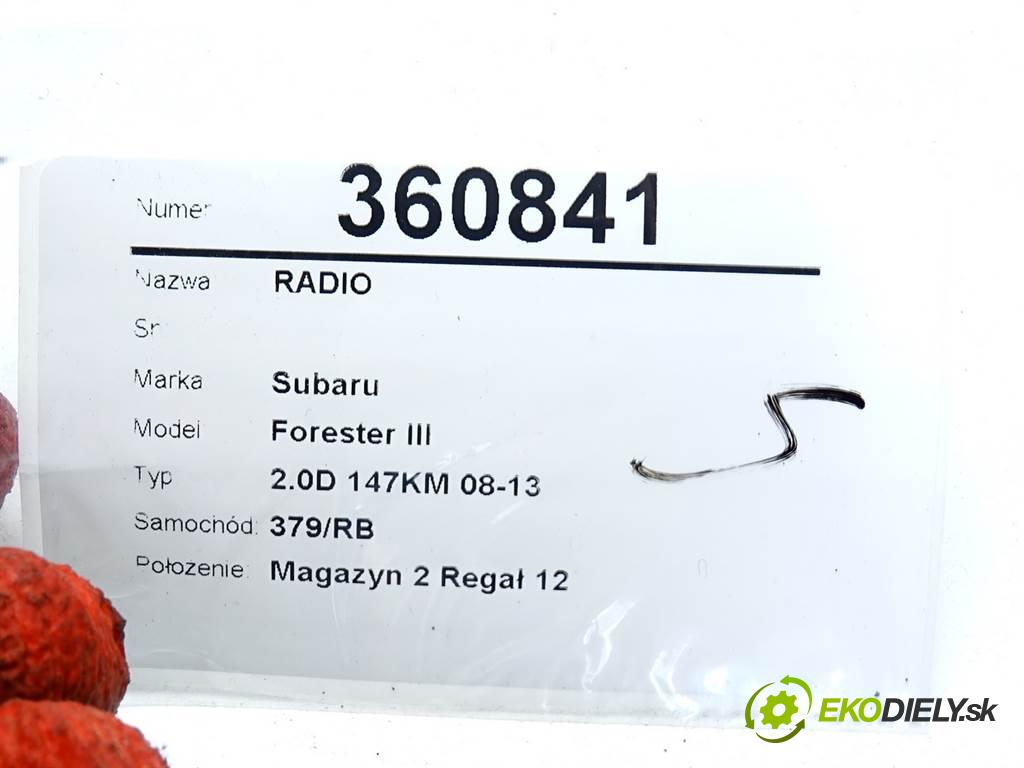 Numer 360841
Nazwa RADIO
Sr
Marka Subaru
Model Forester III
Typ 2.0D 147KM 08-13
Samochód: 379/RB
Położenie: Magazyn 2 Regał 12
EKODIELY.sk